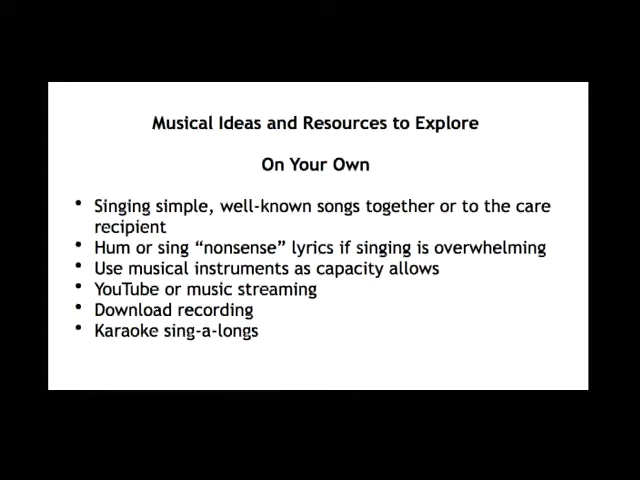 Musical Ideas and Resources to Explore
On Your Own
• Singing simple, well-known songs together or to the care
recipient
• Hum or sing “nonsense” lyrics if singing is overwhelming
• Use musical instruments as capacity allows
• YouTube or music streaming
• Download recording
• Karaoke sing-a-longs